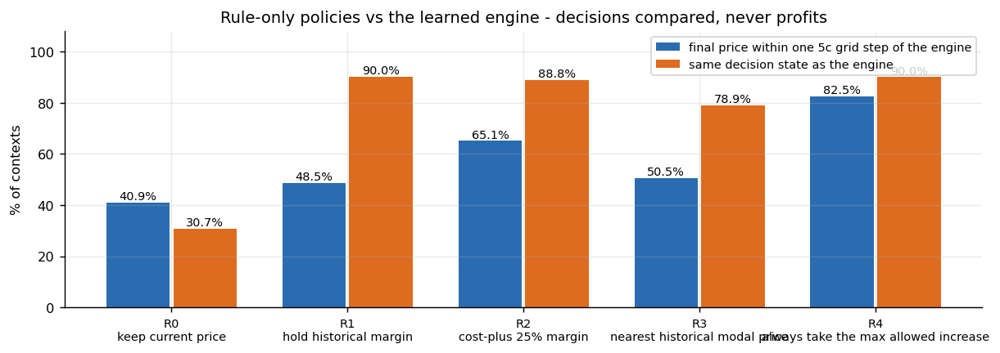 Rule-only policies vs the learned engine - decisions compared, never profits
final price within one 5c grid step of the engine
same decision state as the engine
% of contexts
100
80
60
40
20
0
40.9%
30.7%
48.5%
90.0%
65.1%
88.8%
50.5%
78.9%
82.5%
90.0%
R0
keep current price
R1
hold historical margin
R2
cost-plus 25% margin
R3
nearest historical modal price
R4
always take the max allowed increase